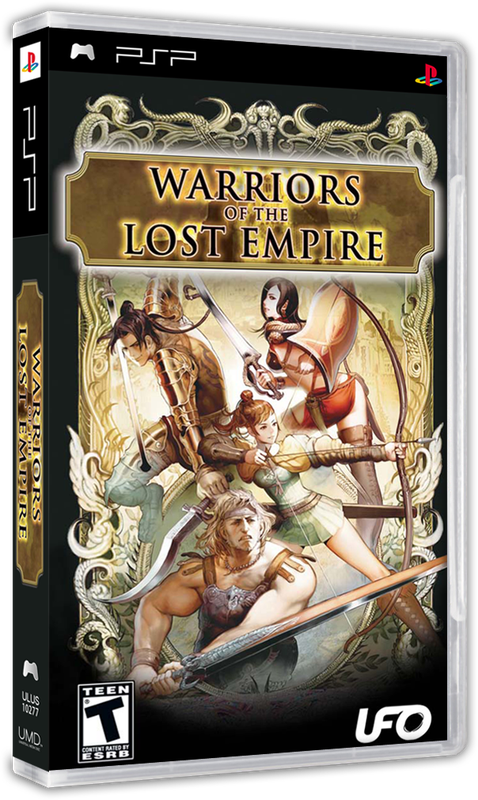 PSP
WARRIORS
OF THE
LOST EMPIRE
TEEN
T
CONTENT RATED BY
ESRB
UFO
PSP
WARRIORS
OF THE
LOST EMPIRE
ULUS
10277
UMD